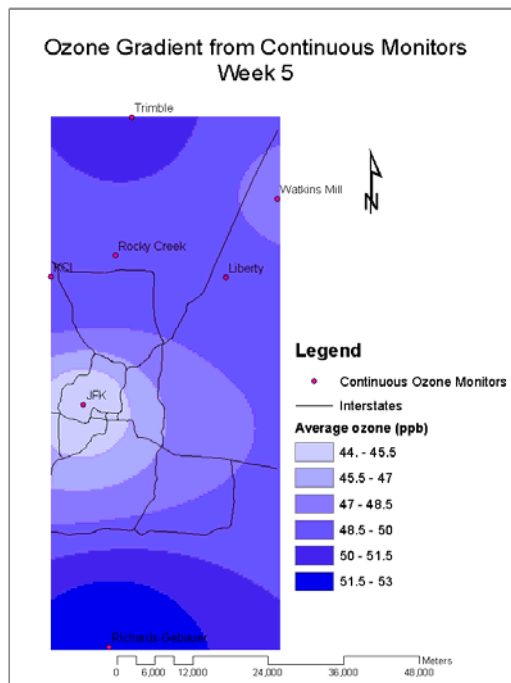 Ozone Gradient from Continuous Monitors
Week 5
Trimble
Watkins Mill
N
Rocky Creek
KCI
Liberty
JFK
Richards Gebauer
Legend
Continuous Ozone Monitors
Interstates
Average ozone (ppb)
44. - 45.5
45.5 - 47
47 - 48.5
48.5 - 50
50 - 51.5
51.5 - 53
Meters
0 6,000 12,000 24,000 36,000 48,000